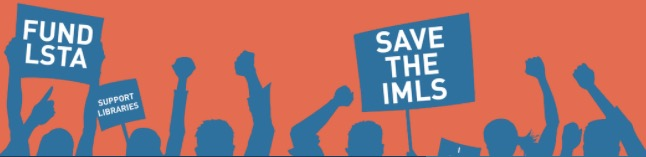 FUND
LSTA
SUPPORT
LIBRARIES
SAVE
THE
IMLS